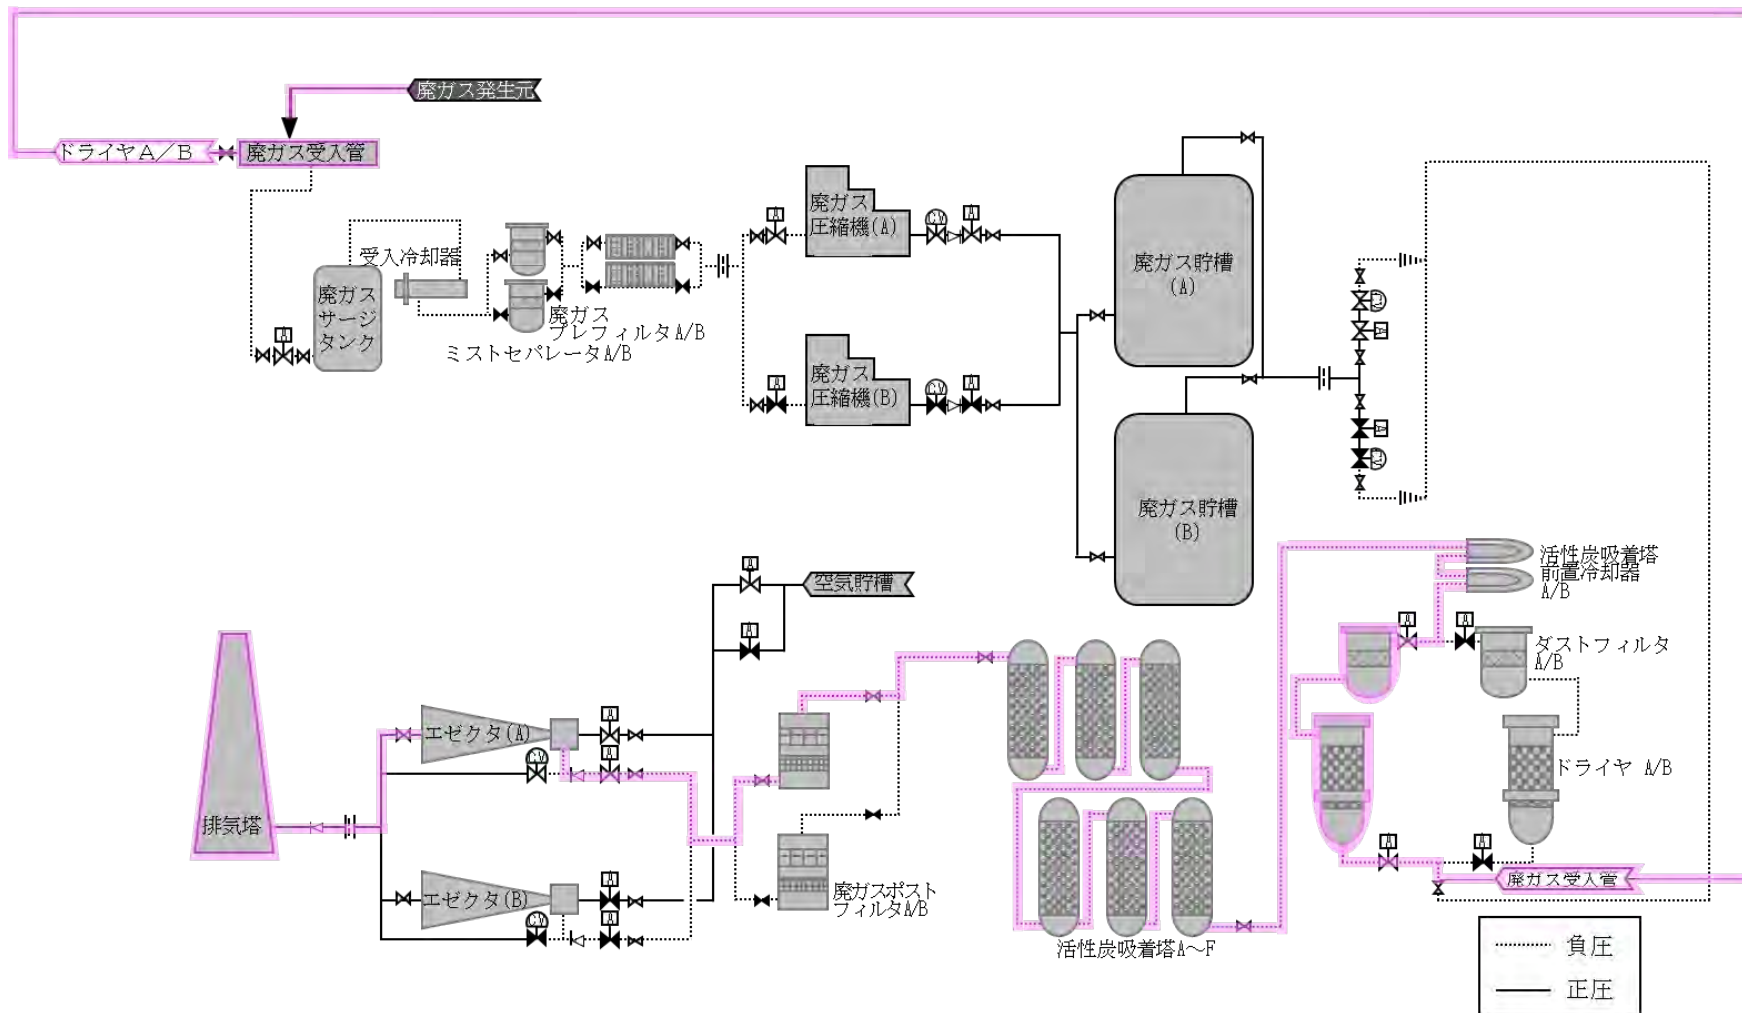 廃ガス発生元
ドライヤA/B
廃ガス受入管
受入冷却器
廃ガス
サージ
タンク
廃ガス
プレフィルタA/B
ミストセパレータA/B
廃ガス
圧縮機(A)
廃ガス
圧縮機(B)
A
A
CV
A
A
CV
A
廃ガス貯槽
(A)
廃ガス貯槽
(B)
CV
A
A
CV
活性炭吸着塔
前置冷却器
A/B
A
A
ダストフィルタ
A/B
ドライヤ A/B
A
A
廃ガス受入管
空気貯槽
A
A
エゼクタ(A)
A
CV
A
排気塔
エゼクタ(B)
A
CV
A
廃ガスポスト
フィルタA/B
活性炭吸着塔A～F
負圧
正圧